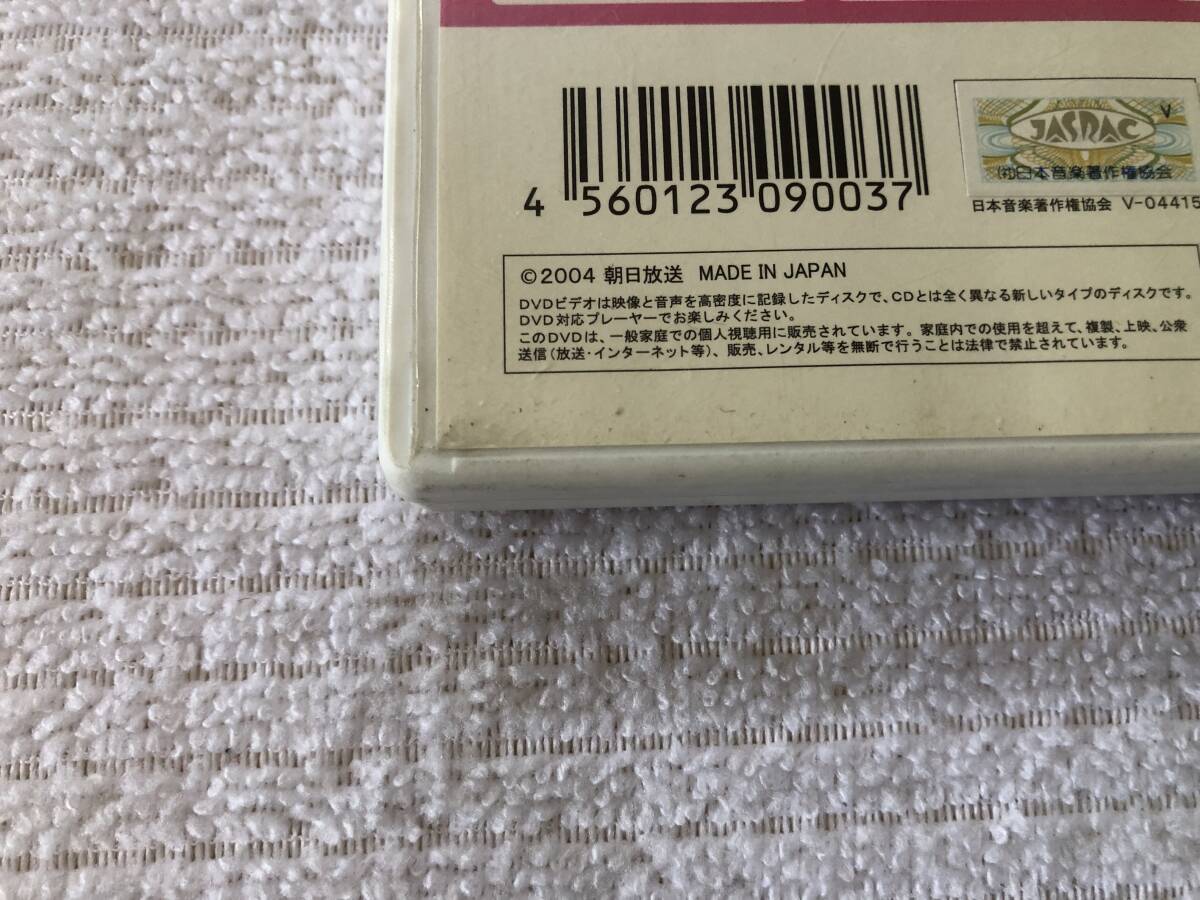 4 560123 090037
JASRAC
V
(社)日本音楽著作権協会
日本音楽著作権協会 V-04415
©2004 朝日放送 MADE IN JAPAN
DVDビデオは映像と音声を高密度に記録したディスクで、CDとは全く異なる新しいタイプのディスクです。
DVD対応プレーヤーでお楽しみください。
このDVDは、一般家庭での個人視聴用に販売されています。家庭内での使用を超えて、複製、上映、公衆
送信(放送・インターネット等)、販売、レンタル等を無断で行うことは法律で禁止されています。